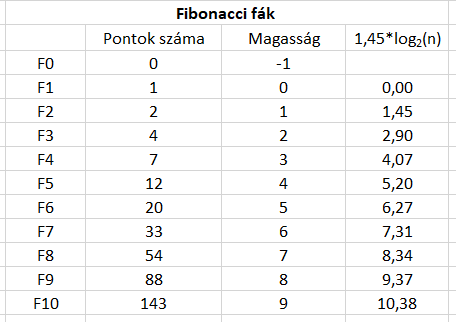 Fibonacci fák
Pontok száma Magasság 1,45*log₂(n)
F0 0 -1
F1 1 0 0,00
F2 2 1 1,45
F3 4 2 2,90
F4 7 3 4,07
F5 12 4 5,20
F6 20 5 6,27
F7 33 6 7,31
F8 54 7 8,34
F9 88 8 9,37
F10 143 9 10,38